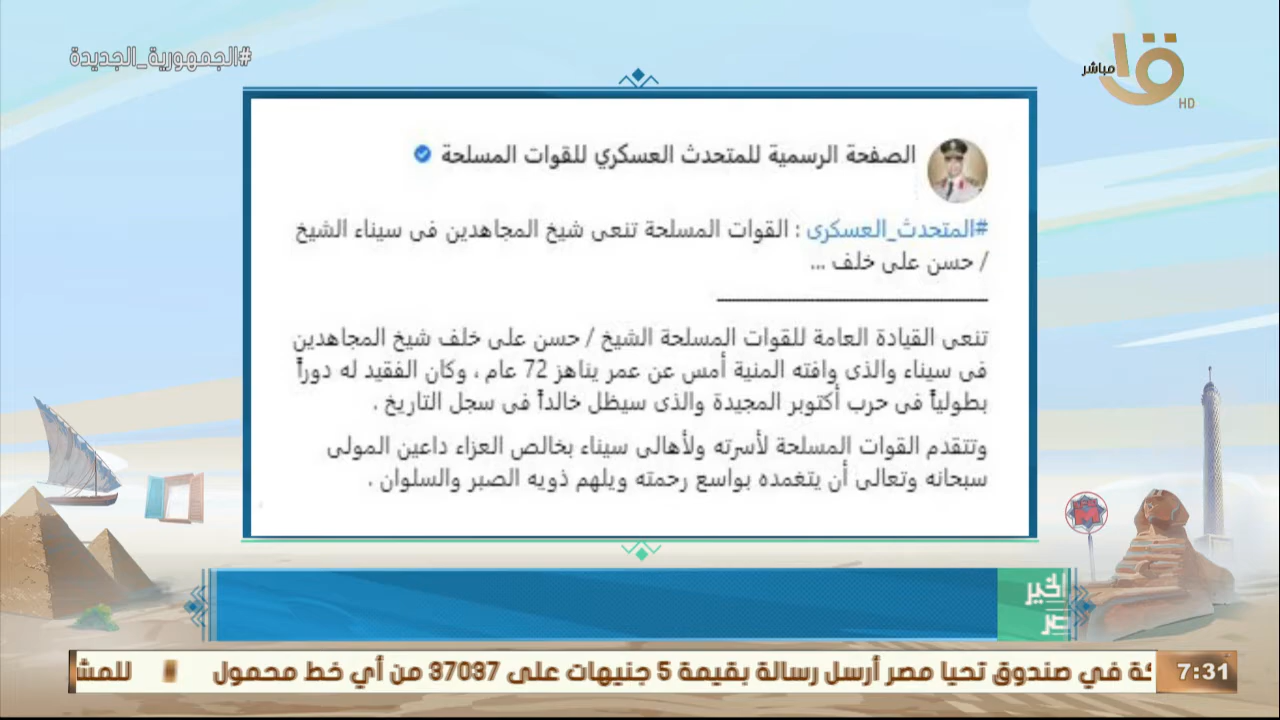 #الجمهورية_الجديدة
مباشر
HD
الصفحة الرسمية للمتحدث العسكري للقوات المسلحة
#المتحدث_العسكرى : القوات المسلحة تنعى شيخ المجاهدين فى سيناء الشيخ
/ حسن على خلف ...
تنعى القيادة العامة للقوات المسلحة الشيخ / حسن على خلف شيخ المجاهدين
فى سيناء والذى وافته المنية أمس عن عمر يناهز 72 عام ، وكان الفقيد له دوراً
بطولياً فى حرب أكتوبر المجيدة والذى سيظل خالداً فى سجل التاريخ .
وتتقدم القوات المسلحة لأسرته ولأهالى سيناء بخالص العزاء داعين المولى
سبحانه وتعالى أن يتغمده بواسع رحمته ويلهم ذويه الصبر والسلوان .
M
7:31
في صندوق تحيا مصر أرسل رسالة بقيمة 5 جنيهات على 37037 من أي خط محمول